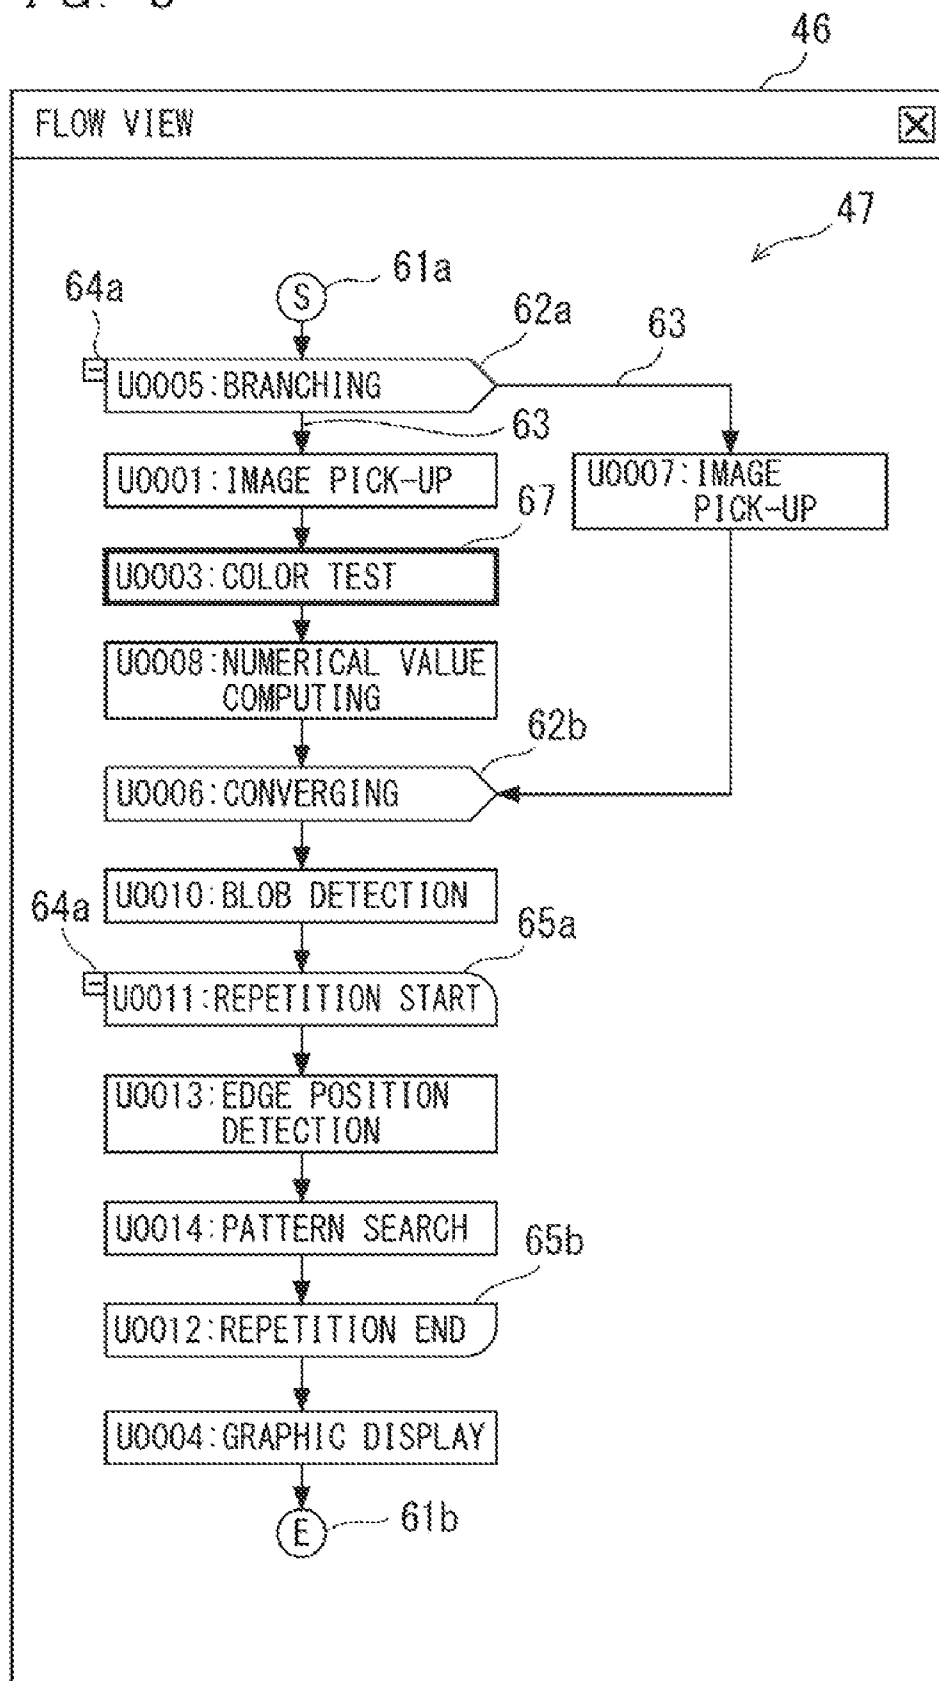 46
FLOW VIEW
47
64a
S
61a
62a
63
U0005:BRANCHING
63
U0001:IMAGE PICK-UP
U0007:IMAGE
PICK-UP
67
U0003:COLOR TEST
U0008:NUMERICAL VALUE
COMPUTING
62b
U0006:CONVERGING
U0010:BLOB DETECTION
64a
65a
U0011:REPETITION START
U0013:EDGE POSITION
DETECTION
U0014:PATTERN SEARCH
65b
U0012:REPETITION END
U0004:GRAPHIC DISPLAY
E
61b